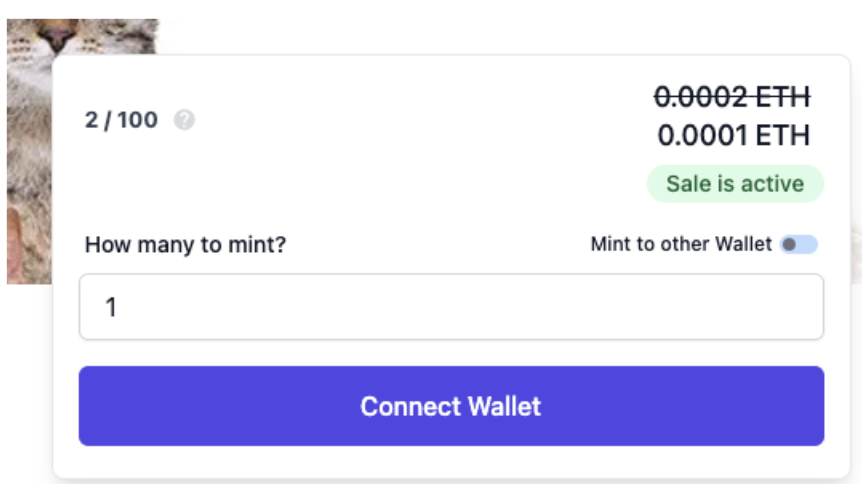 2 / 100
0.0002 ETH
0.0001 ETH
Sale is active
How many to mint?
Mint to other Wallet
1
Connect Wallet